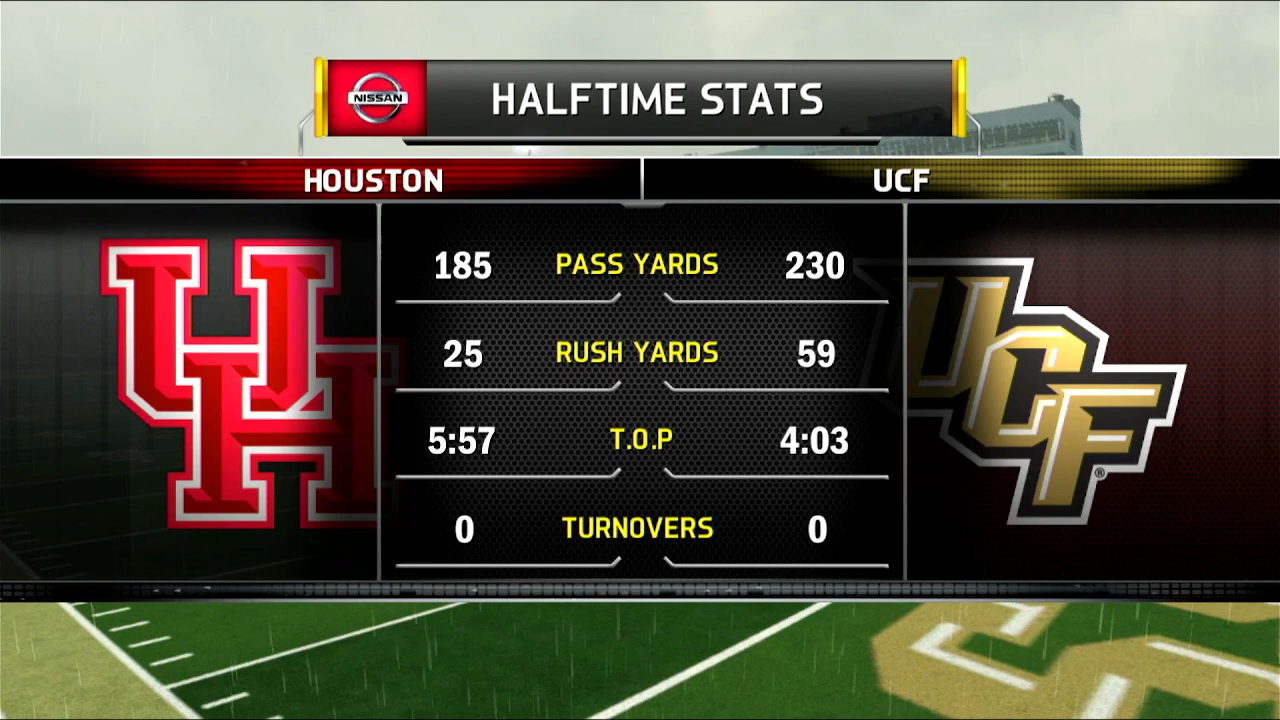 NISSAN
HALFTIME STATS
HOUSTON
UCF
185 PASS YARDS 230
25 RUSH YARDS 59
5:57 T.O.P 4:03
0 TURNOVERS 0
UH
UCF
®